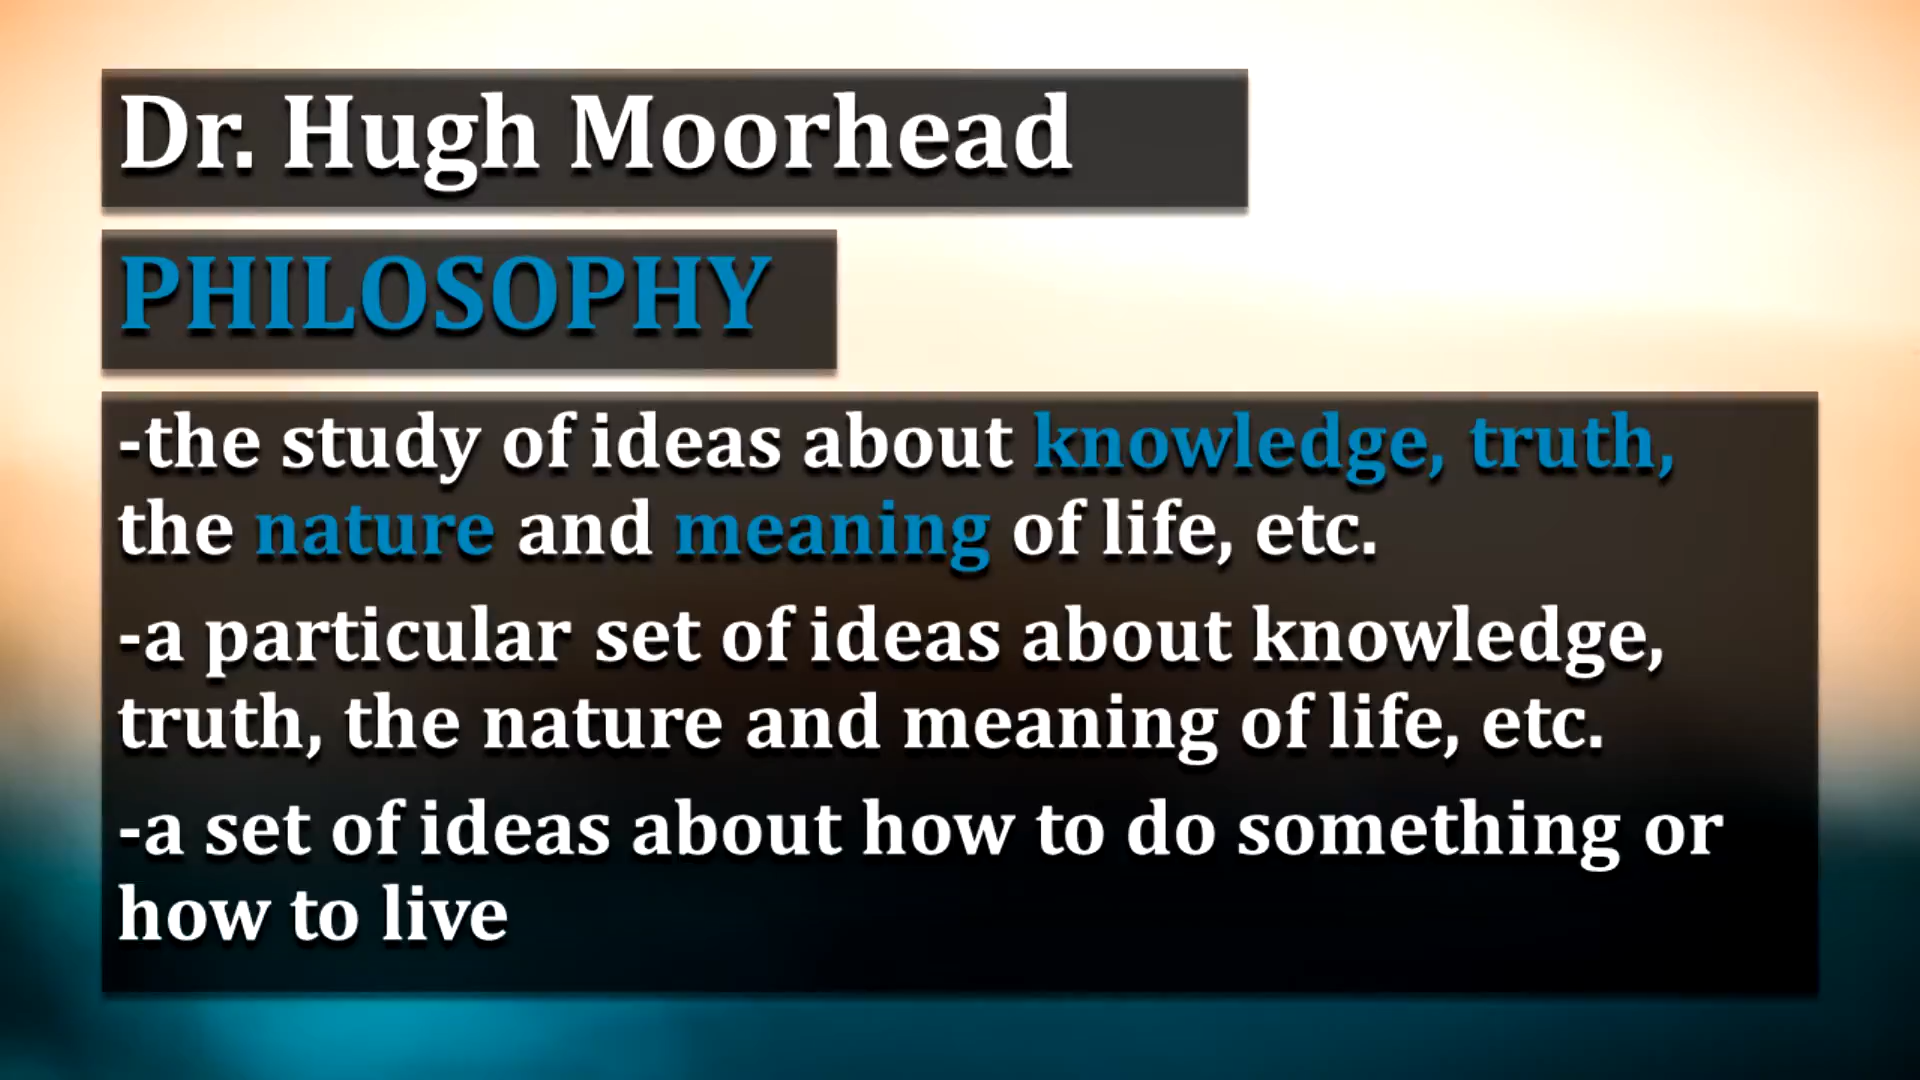 Dr. Hugh Moorhead
PHILOSOPHY
-the study of ideas about knowledge, truth,
the nature and meaning of life, etc.
-a particular set of ideas about knowledge,
truth, the nature and meaning of life, etc.
-a set of ideas about how to do something or
how to live